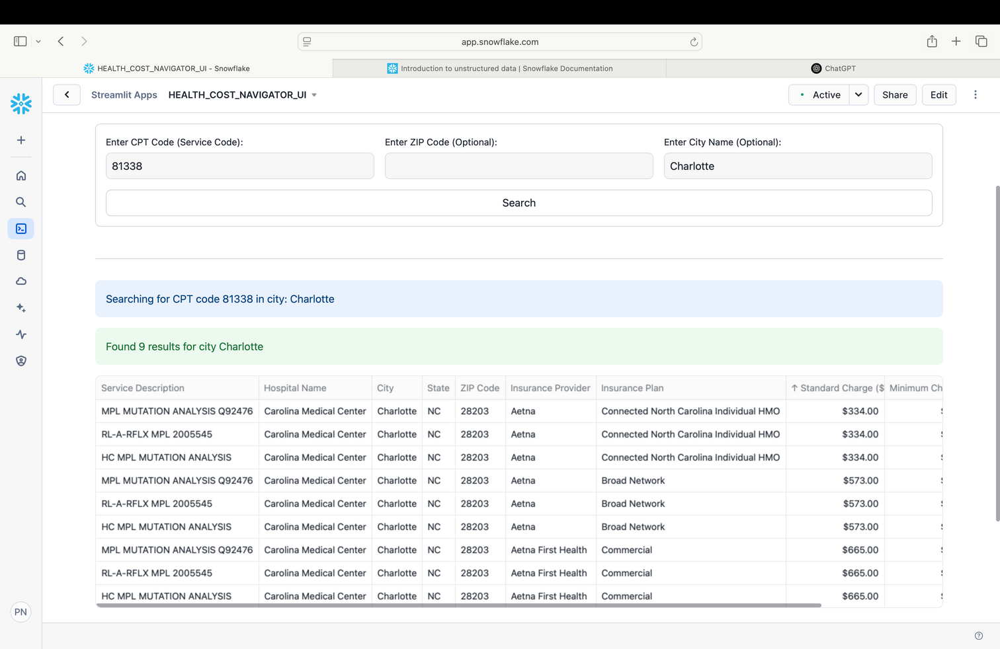 app.snowflake.com
HEALTH_COST_NAVIGATOR_UI - Snowflake
Introduction to unstructured data | Snowflake Documentation
ChatGPT
Streamlit Apps HEALTH_COST_NAVIGATOR_UI
Active
Share
Edit
Enter CPT Code (Service Code):
Enter ZIP Code (Optional):
Enter City Name (Optional):
81338
Charlotte
Search
Searching for CPT code 81338 in city: Charlotte
Found 9 results for city Charlotte
Service Description Hospital Name City State ZIP Code Insurance Provider Insurance Plan ↑ Standard Charge ($ Minimum Ch
MPL MUTATION ANALYSIS Q92476 Carolina Medical Center Charlotte NC 28203 Aetna Connected North Carolina Individual HMO $334.00
RL-A-RFLX MPL 2005545 Carolina Medical Center Charlotte NC 28203 Aetna Connected North Carolina Individual HMO $334.00
HC MPL MUTATION ANALYSIS Carolina Medical Center Charlotte NC 28203 Aetna Connected North Carolina Individual HMO $334.00
MPL MUTATION ANALYSIS Q92476 Carolina Medical Center Charlotte NC 28203 Aetna Broad Network $573.00
RL-A-RFLX MPL 2005545 Carolina Medical Center Charlotte NC 28203 Aetna Broad Network $573.00
HC MPL MUTATION ANALYSIS Carolina Medical Center Charlotte NC 28203 Aetna Broad Network $573.00
MPL MUTATION ANALYSIS Q92476 Carolina Medical Center Charlotte NC 28203 Aetna First Health Commercial $665.00
RL-A-RFLX MPL 2005545 Carolina Medical Center Charlotte NC 28203 Aetna First Health Commercial $665.00
HC MPL MUTATION ANALYSIS Carolina Medical Center Charlotte NC 28203 Aetna First Health Commercial $665.00
PN